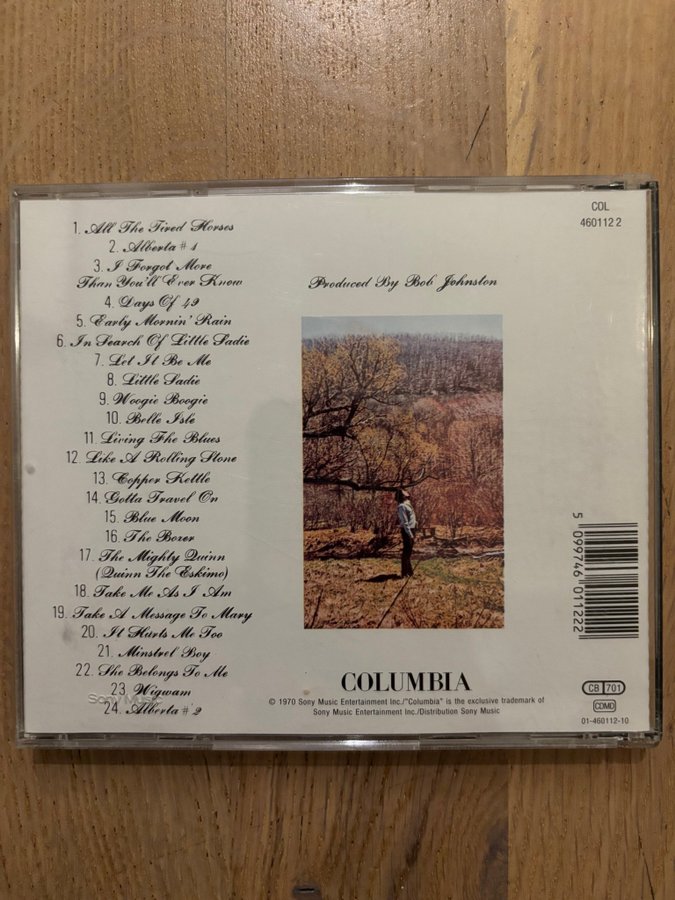 1. All The Tired Horses
2. Alberta #1
3. I Forgot More
Than You'll Ever Know
4. Days Of 49
5. Early Mornin' Rain
6. In Search Of Little Sadie
7. Let It Be Me
8. Little Sadie
9. Woogie Boogie
10. Belle Isle
11. Living The Blues
12. Like A Rolling Stone
13. Copper Kettle
14. Gotta Travel On
15. Blue Moon
16. The Boxer
17. The Mighty Quinn
(Quinn The Eskimo)
18. Take Me As I Am
19. Take A Message To Mary
20. It Hurts Me Too
21. Minstrel Boy
22. She Belongs To Me
23. Wigwam
24. Alberta #2
Sony Music
Produced By Bob Johnston
COL
460112 2
5 099746 011222
COLUMBIA
© 1970 Sony Music Entertainment Inc./"Columbia" is the exclusive trademark of
Sony Music Entertainment Inc./Distribution Sony Music
CB 701
CDMD
01-460112-10